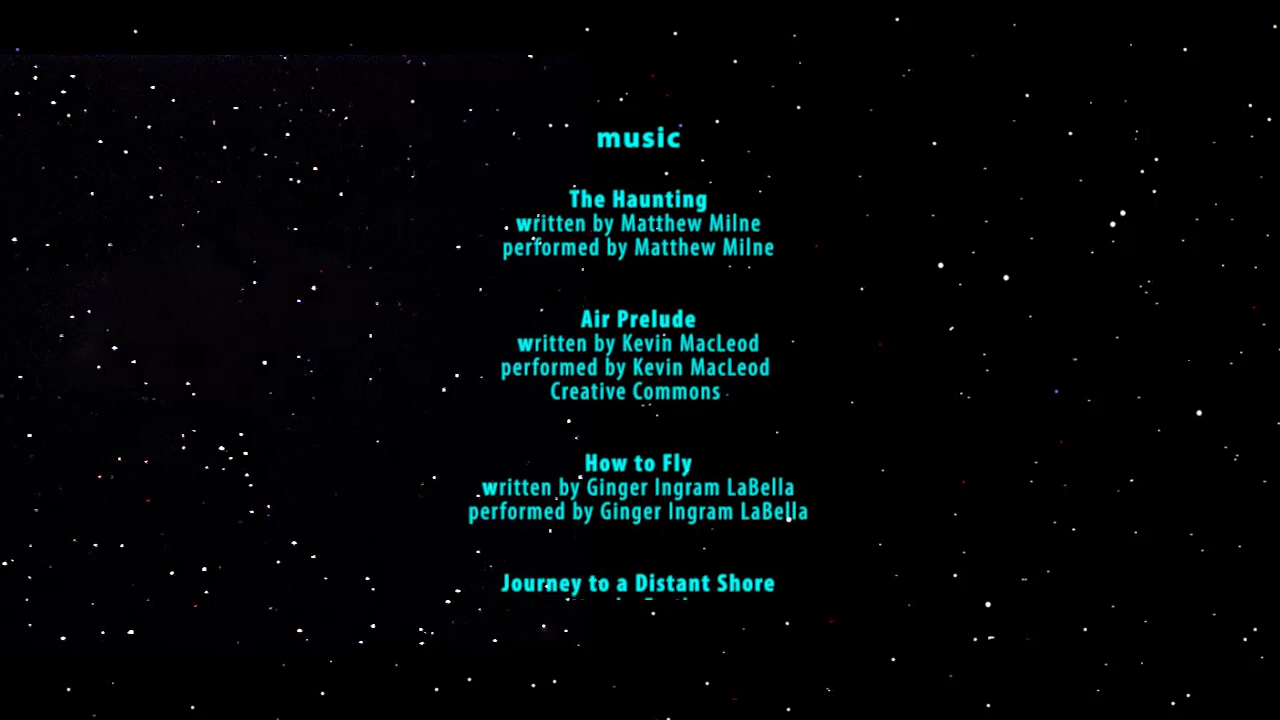 music
The Haunting
written by Matthew Milne
performed by Matthew Milne
Air Prelude
written by Kevin MacLeod
performed by Kevin MacLeod
Creative Commons
How to Fly
written by Ginger Ingram LaBella
performed by Ginger Ingram LaBella
Journey to a Distant Shore